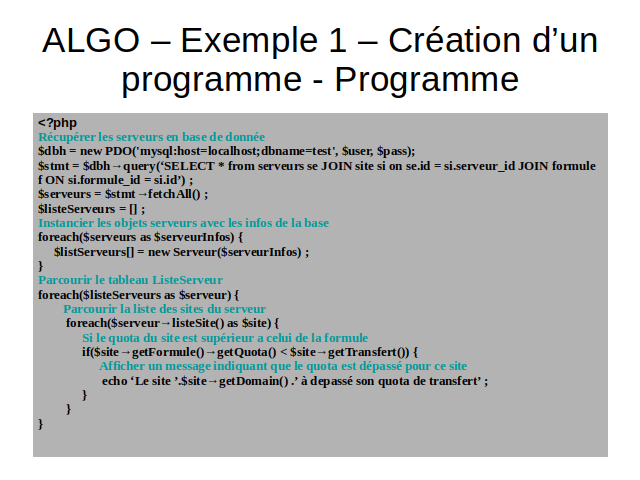 ALGO – Exemple 1 – Création d’un
programme - Programme
<?php
Récupérer les serveurs en base de donnée
$dbh = new PDO('mysql:host=localhost;dbname=test', $user, $pass);
$stmt = $dbh→query(‘SELECT * from serveurs se JOIN site si on se.id = si.serveur_id JOIN formule
f ON si.formule_id = si.id’) ;
$serveurs = $stmt→fetchAll() ;
$listeServeurs = [] ;
Instancier les objets serveurs avec les infos de la base
foreach($serveurs as $serveurInfos) {
$listServeurs[] = new Serveur($serveurInfos) ;
}
Parcourir le tableau ListeServeur
foreach($listeServeurs as $serveur) {
Parcourir la liste des sites du serveur
foreach($serveur→listeSite() as $site) {
Si le quota du site est supérieur a celui de la formule
if($site→getFormule()→getQuota() < $site→getTransfert()) {
Afficher un message indiquant que le quota est dépassé pour ce site
echo ‘Le site ’.$site→getDomain() .’ à depassé son quota de transfert’ ;
}
}
}